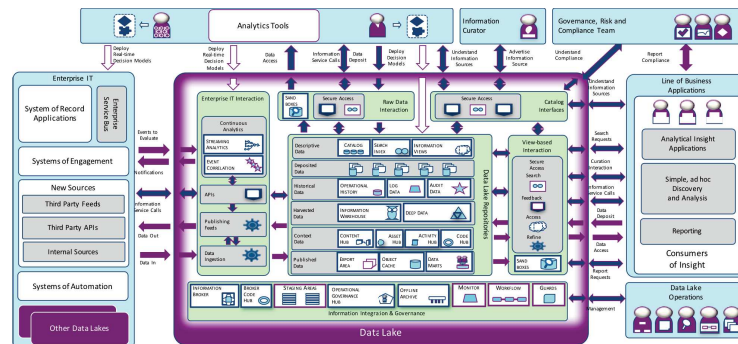 Analytics Tools
Information
Curator
Governance, Risk and
Compliance Team
Deploy
Real-time
Decision Models
Deploy
Real-time
Decision
Models
Data
Access
Information
Service Calls
Data
Deposit
Deploy
Decision
Models
Understand
Information
Sources
Advertise
Information
Source
Understand
Compliance
Report
Compliance
Enterprise IT
System of Record
Applications
Enterprise
Service Bus
Systems of Engagement
New Sources
Third Party Feeds
Third Party APIs
Internal Sources
Systems of Automation
Other Data Lakes
Events to
Evaluate
Notifications
Information
Service Calls
Data Out
Data In
Enterprise IT Interaction
Continuous
Analytics
STREAMING
ANALYTICS
EVENT
CORRELATION
APIs
Publishing
Feeds
Data
Ingestion
SAND
BOXES
Secure Access
Raw Data
Interaction
Secure Access
Catalog
Interfaces
Descriptive
Data
CATALOG
SEARCH
INDEX
INFORMATION
VIEWS
Deposited
Data
Historical
Data
OPERATIONAL
HISTORY
LOG
DATA
AUDIT
DATA
Harvested
Data
INFORMATION
WAREHOUSE
DEEP DATA
Context
Data
CONTENT
HUB
ASSET
HUB
ACTIVITY
HUB
CODE
HUB
Published
Data
EXPORT
AREA
OBJECT
CACHE
DATA
MARTS
Data Lake Repositories
View-based
Interaction
Secure
Access
Search
Feedback
Access
Refine
SAND
BOXES
INFORMATION
BROKER
BROKER
CODE
HUB
STAGING AREAS
OPERATIONAL
GOVERNANCE
HUB
OFFLINE
ARCHIVE
MONITOR
WORKFLOW
GUARDS
Information Integration & Governance
Data Lake
Understand
Information
Sources
Search
Requests
Curation
Interaction
Information
Service Calls
Data
Deposit
Data
Access
Report
Requests
Management
Line of Business
Applications
Analytical Insight
Applications
Simple, ad hoc
Discovery
and Analysis
Reporting
Consumers
of Insight
Data Lake
Operations